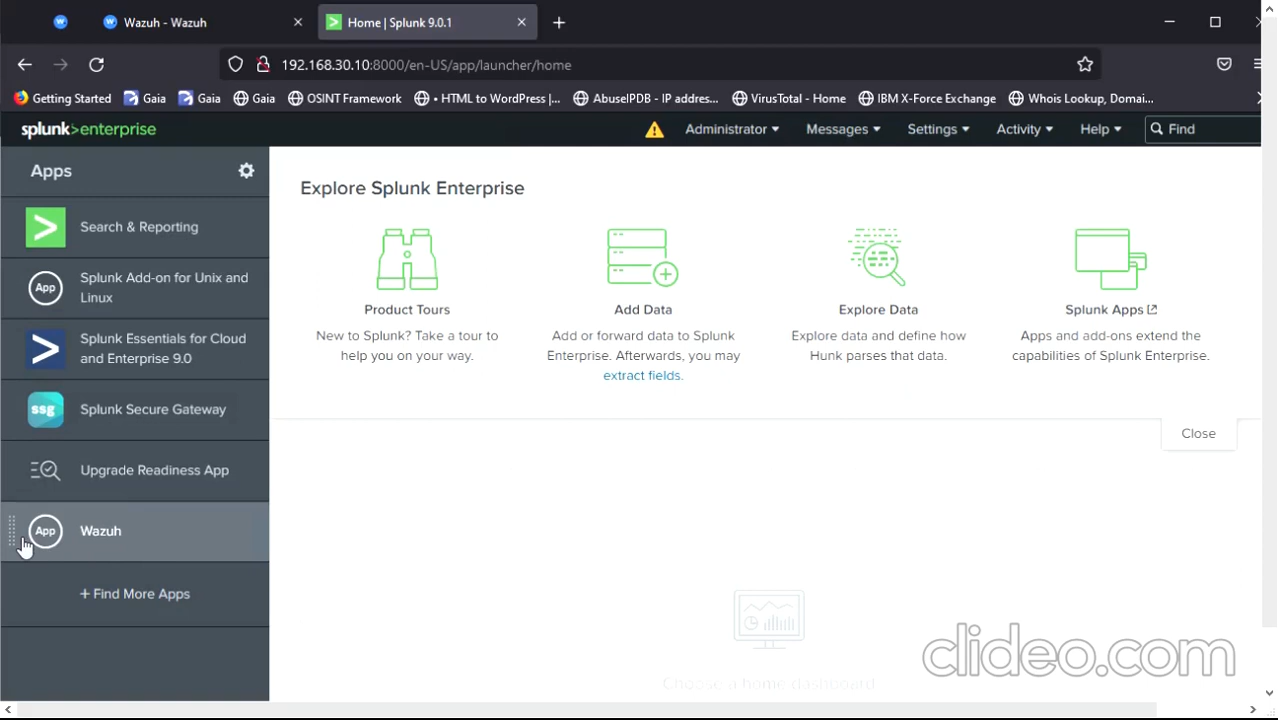 Wazuh - Wazuh
Home | Splunk 9.0.1
192.168.30.10:8000/en-US/app/launcher/home
Getting Started
Gaia
Gaia
Gaia
OSINT Framework
• HTML to WordPress |...
AbuseIPDB - IP addres...
VirusTotal - Home
IBM X-Force Exchange
Whois Lookup, Domai...
splunk>enterprise
Administrator
Messages
Settings
Activity
Help
Find
Apps
Search & Reporting
App
Splunk Add-on for Unix and
Linux
Splunk Essentials for Cloud
and Enterprise 9.0
ssg
Splunk Secure Gateway
Upgrade Readiness App
App
Wazuh
+ Find More Apps
Explore Splunk Enterprise
Product Tours
New to Splunk? Take a tour to
help you on your way.
Add Data
Add or forward data to Splunk
Enterprise. Afterwards, you may
extract fields.
Explore Data
Explore data and define how
Hunk parses that data.
Splunk Apps
Apps and add-ons extend the
capabilities of Splunk Enterprise.
Close
Choose a home dashboard
clideo.com